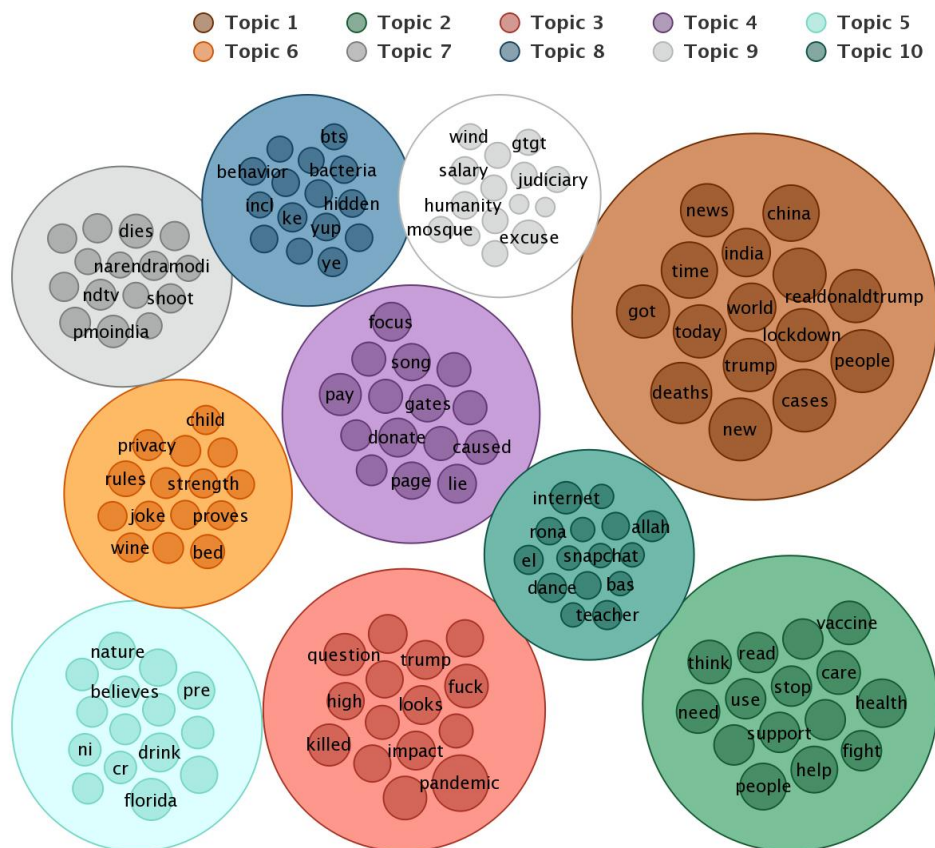 Topic 1 Topic 2 Topic 3 Topic 4 Topic 5
Topic 6 Topic 7 Topic 8 Topic 9 Topic 10
dies
narendramodi
ndtv shoot
pmoindia
bts
behavior bacteria
incl hidden
ke yup
ye
wind gtgt
salary judiciary
humanity
mosque excuse
news china
india
time
realdonaldtrump
got world
today lockdown
trump people
deaths cases
new
focus
song
pay gates
donate caused
page lie
child
privacy
rules strength
joke proves
wine bed
internet
rona allah
el snapchat
dance bas
teacher
nature
believes pre
ni drink
cr
florida
question trump
fuck
high looks
killed impact
pandemic
vaccine
think read
care
use stop health
need
support
fight
help
people